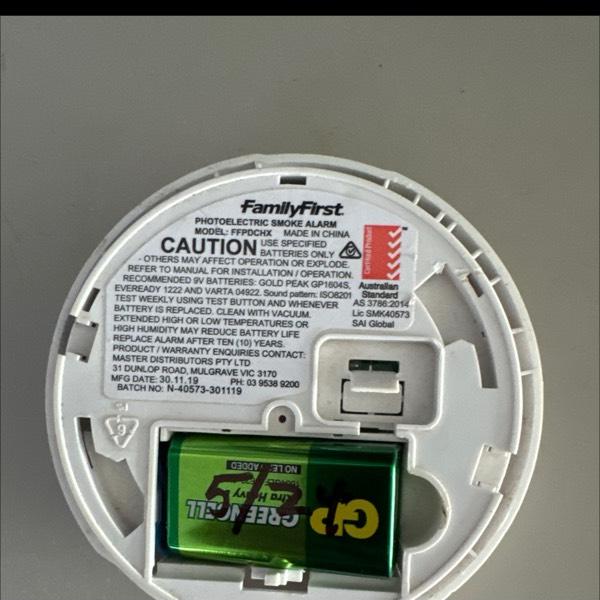 FamilyFirst.
PHOTOELECTRIC SMOKE ALARM
MODEL: FFPDCHX MADE IN CHINA
CAUTION USE SPECIFIED BATTERIES ONLY
- OTHERS MAY AFFECT OPERATION OR EXPLODE.
REFER TO MANUAL FOR INSTALLATION / OPERATION.
RECOMMENDED 9V BATTERIES: GOLD PEAK GP1604S,
EVEREADY 1222 AND VARTA 04922. Sound pattern: ISO8201
TEST WEEKLY USING TEST BUTTON AND WHENEVER
BATTERY IS REPLACED. CLEAN WITH VACUUM.
EXTENDED HIGH OR LOW TEMPERATURES OR
HIGH HUMIDITY MAY REDUCE BATTERY LIFE
REPLACE ALARM AFTER TEN (10) YEARS.
PRODUCT / WARRANTY ENQUIRIES CONTACT:
MASTER DISTRIBUTORS PTY LTD
31 DUNLOP ROAD, MULGRAVE VIC 3170
MFG DATE: 30.11.19 PH: 03 9538 9200
BATCH NO: N-40573-301119
Certified Product
TM
Australian
Standard
AS 3786:2014
Lic SMK40573
SAI Global
9
GP
GREENCELL
Extra Heavy
NO LEAD ADDED